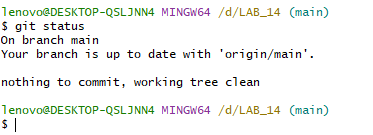 lenovo@DESKTOP-QSLJNN4 MINGW64 /d/LAB_14 (main)
$ git status
On branch main
Your branch is up to date with 'origin/main'.
nothing to commit, working tree clean
lenovo@DESKTOP-QSLJNN4 MINGW64 /d/LAB_14 (main)
$